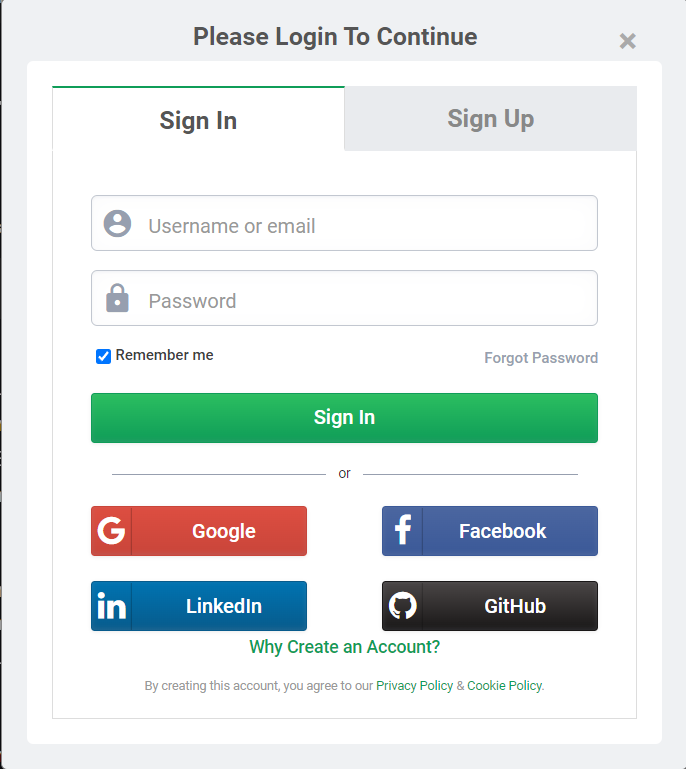 Please Login To Continue
×
Sign In Sign Up
Username or email
Password
Remember me Forgot Password
Sign In
or
Google Facebook
in LinkedIn GitHub
Why Create an Account?
By creating this account, you agree to our Privacy Policy & Cookie Policy.